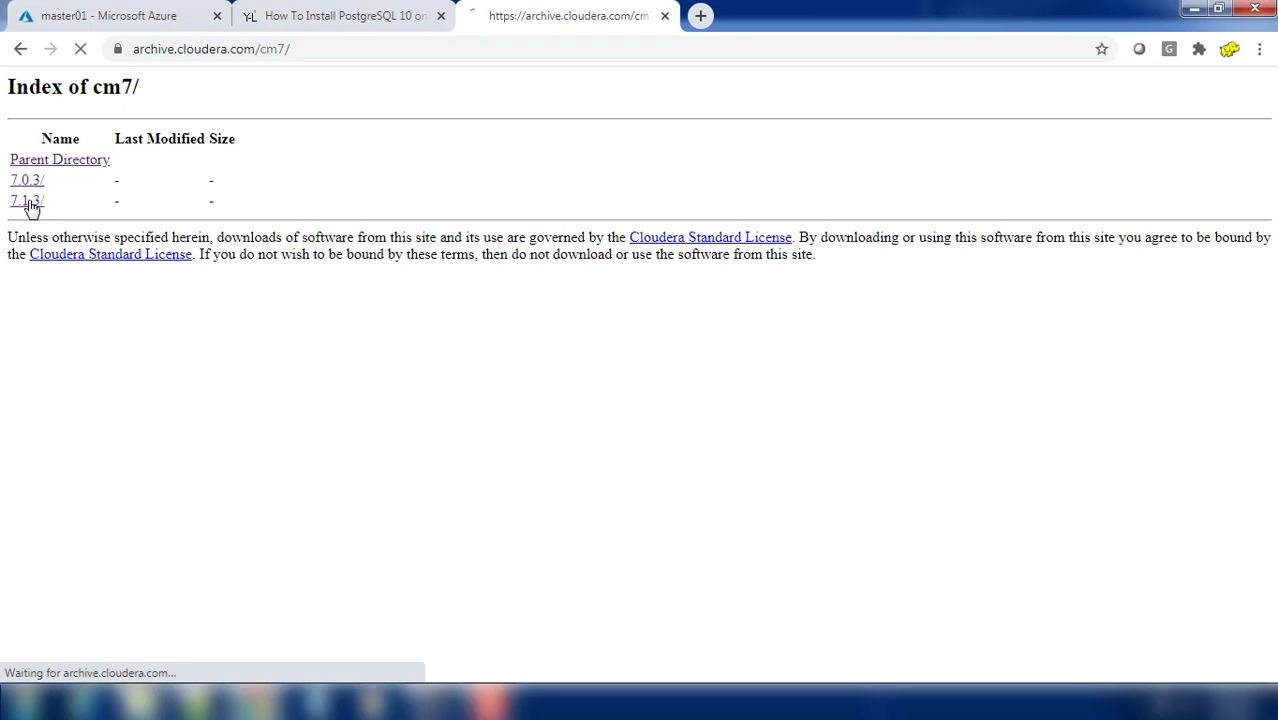 master01 - Microsoft Azure
How To Install PostgreSQL 10 on
https://archive.cloudera.com/cm
archive.cloudera.com/cm7/
Index of cm7/
Name Last Modified Size
Parent Directory
7.0.3/ - -
7.1.3/ - -
Unless otherwise specified herein, downloads of software from this site and its use are governed by the Cloudera Standard License. By downloading or using this software from this site you agree to be bound by
the Cloudera Standard License. If you do not wish to be bound by these terms, then do not download or use the software from this site.
Waiting for archive.cloudera.com...